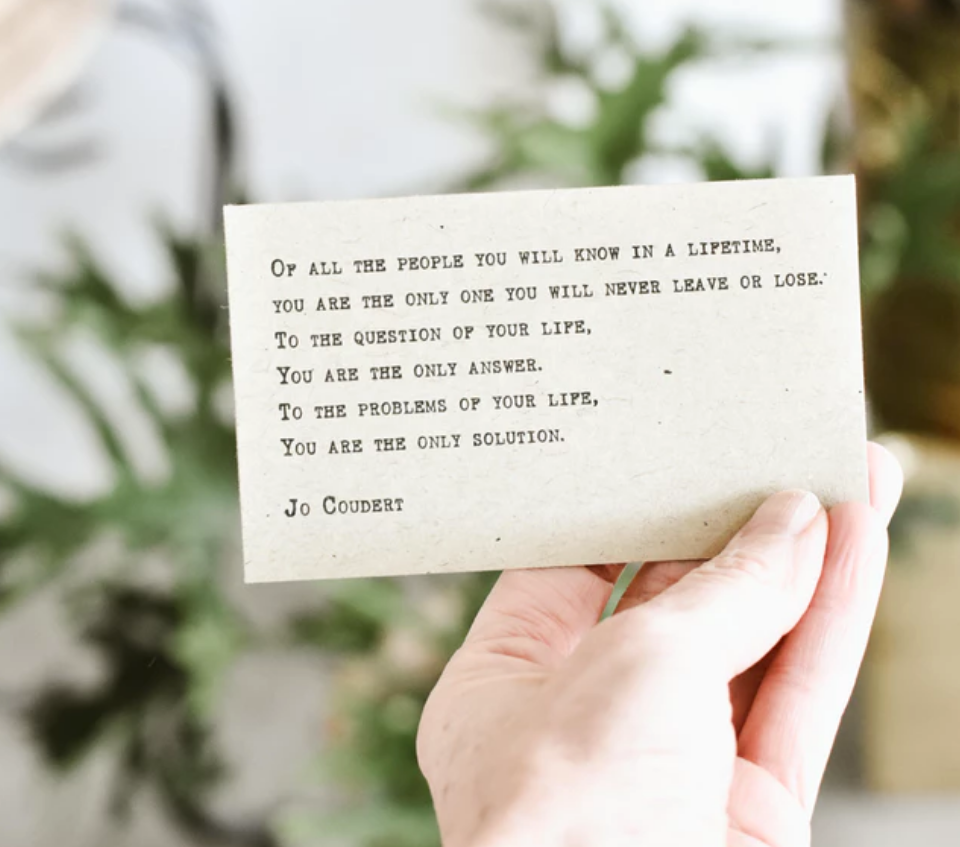 Of all the people you will know in a lifetime,
you are the only one you will never leave or lose.
To the question of your life,
You are the only answer.
To the problems of your life,
You are the only solution.
Jo Coudert